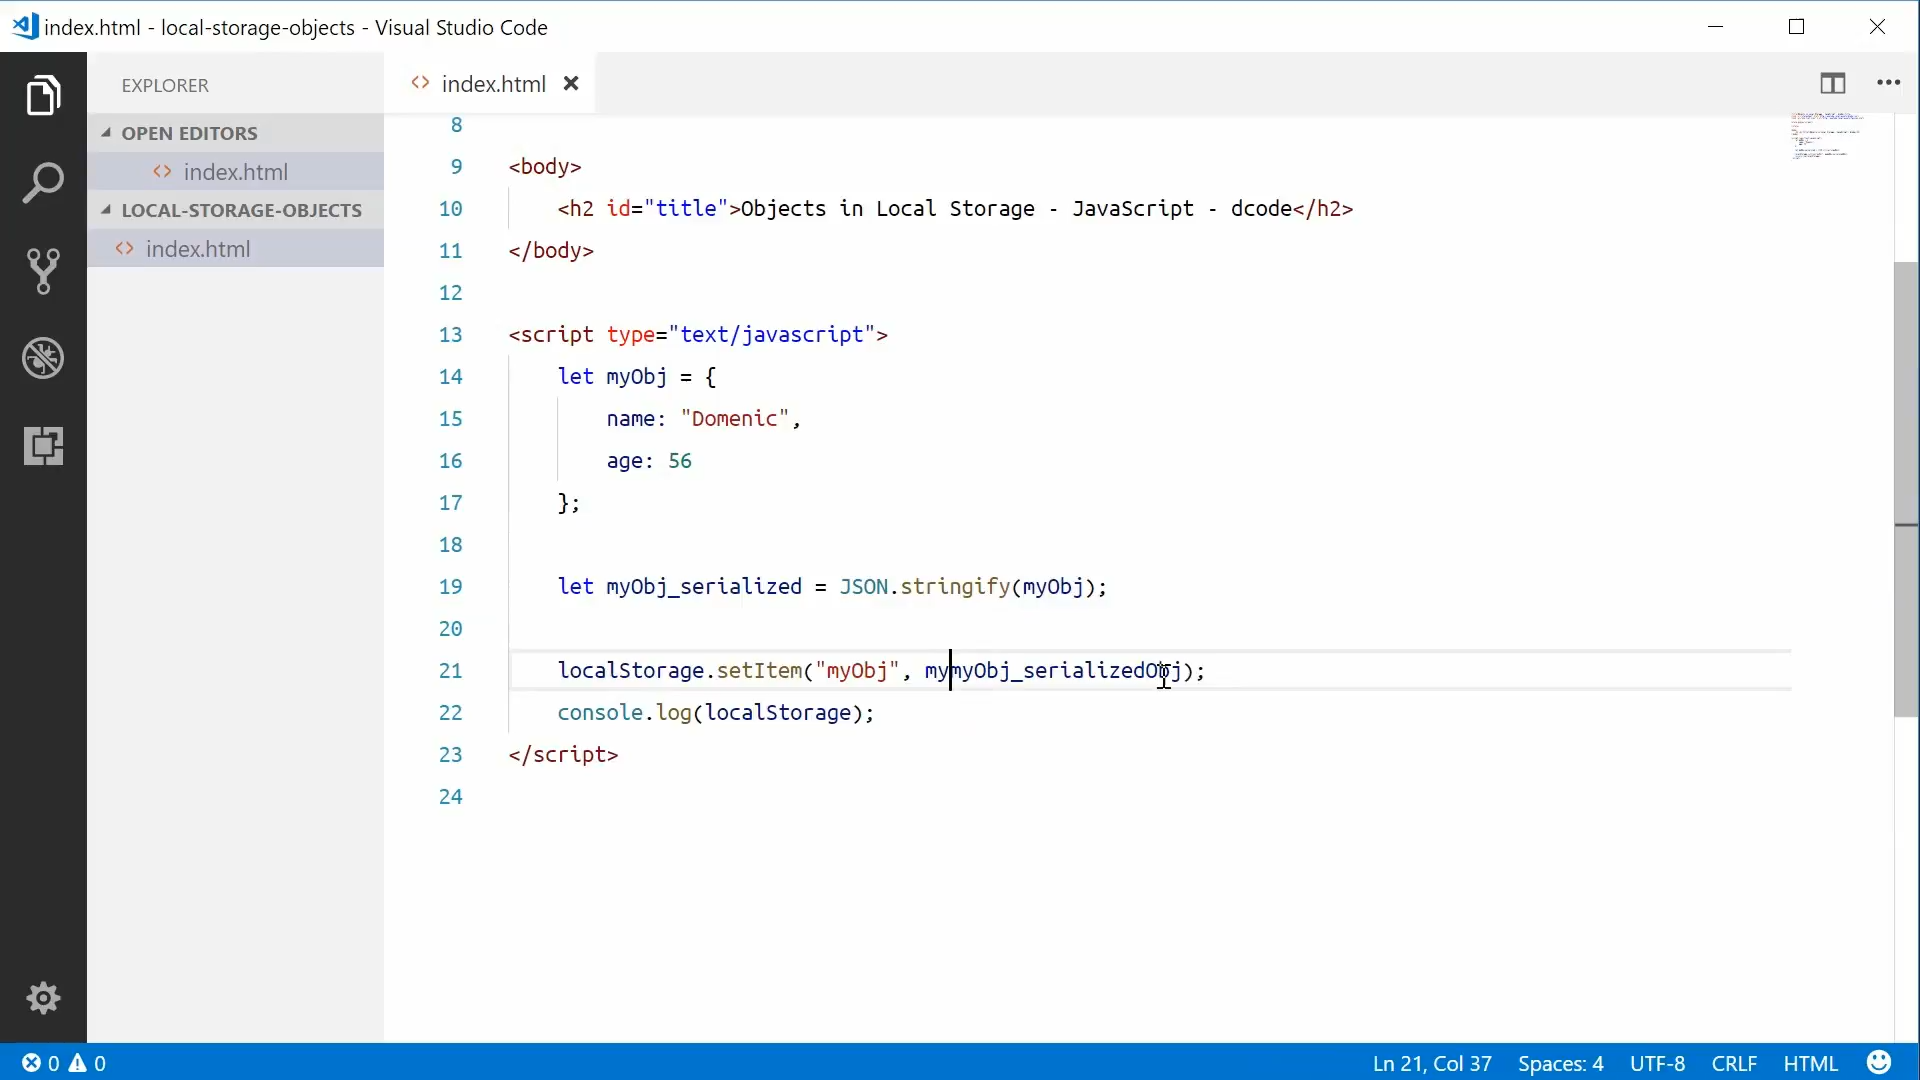 index.html - local-storage-objects - Visual Studio Code
EXPLORER
index.html
OPEN EDITORS
index.html
LOCAL-STORAGE-OBJECTS
index.html
8
9 <body>
10 <h2 id="title">Objects in Local Storage - JavaScript - dcode</h2>
11 </body>
12
13 <script type="text/javascript">
14 let myObj = {
15 name: "Domenic",
16 age: 56
17 };
18
19 let myObj_serialized = JSON.stringify(myObj);
20
21 localStorage.setItem("myObj", mymyObj_serializedObj);
22 console.log(localStorage);
23 </script>
24
0 0 Ln 21, Col 37 Spaces: 4 UTF-8 CRLF HTML